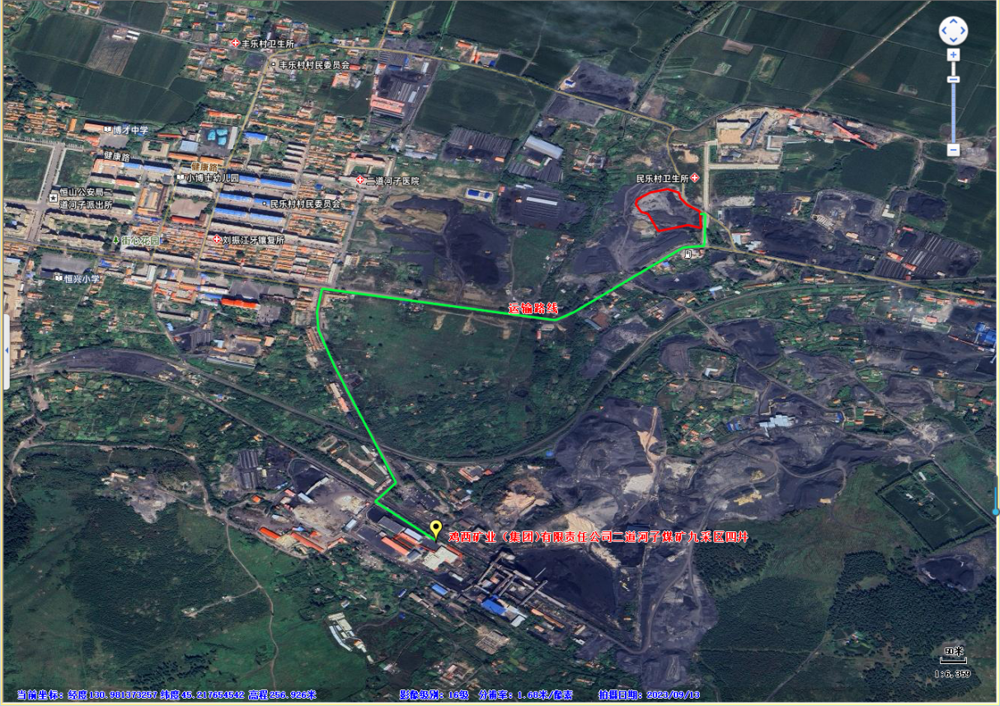 丰乐村卫生所
丰乐村村民委员会
博才中学
健康路
健康路
小博士幼儿园
二道河子医院
民乐村卫生所
恒山公安局二
道河子派出所
民乐村村民委员会
街心花园
刘振江牙镶复所
恒兴小学
运输路线
鸡西矿业（集团)有限责任公司二道河子煤矿九采区四井
50米
1:6,359
当前坐标：经度130.981373257 纬度45.217654542 高程256.926米
影像级别：16级 分辨率：1.68米/像素 拍摄日期：2023/09/13